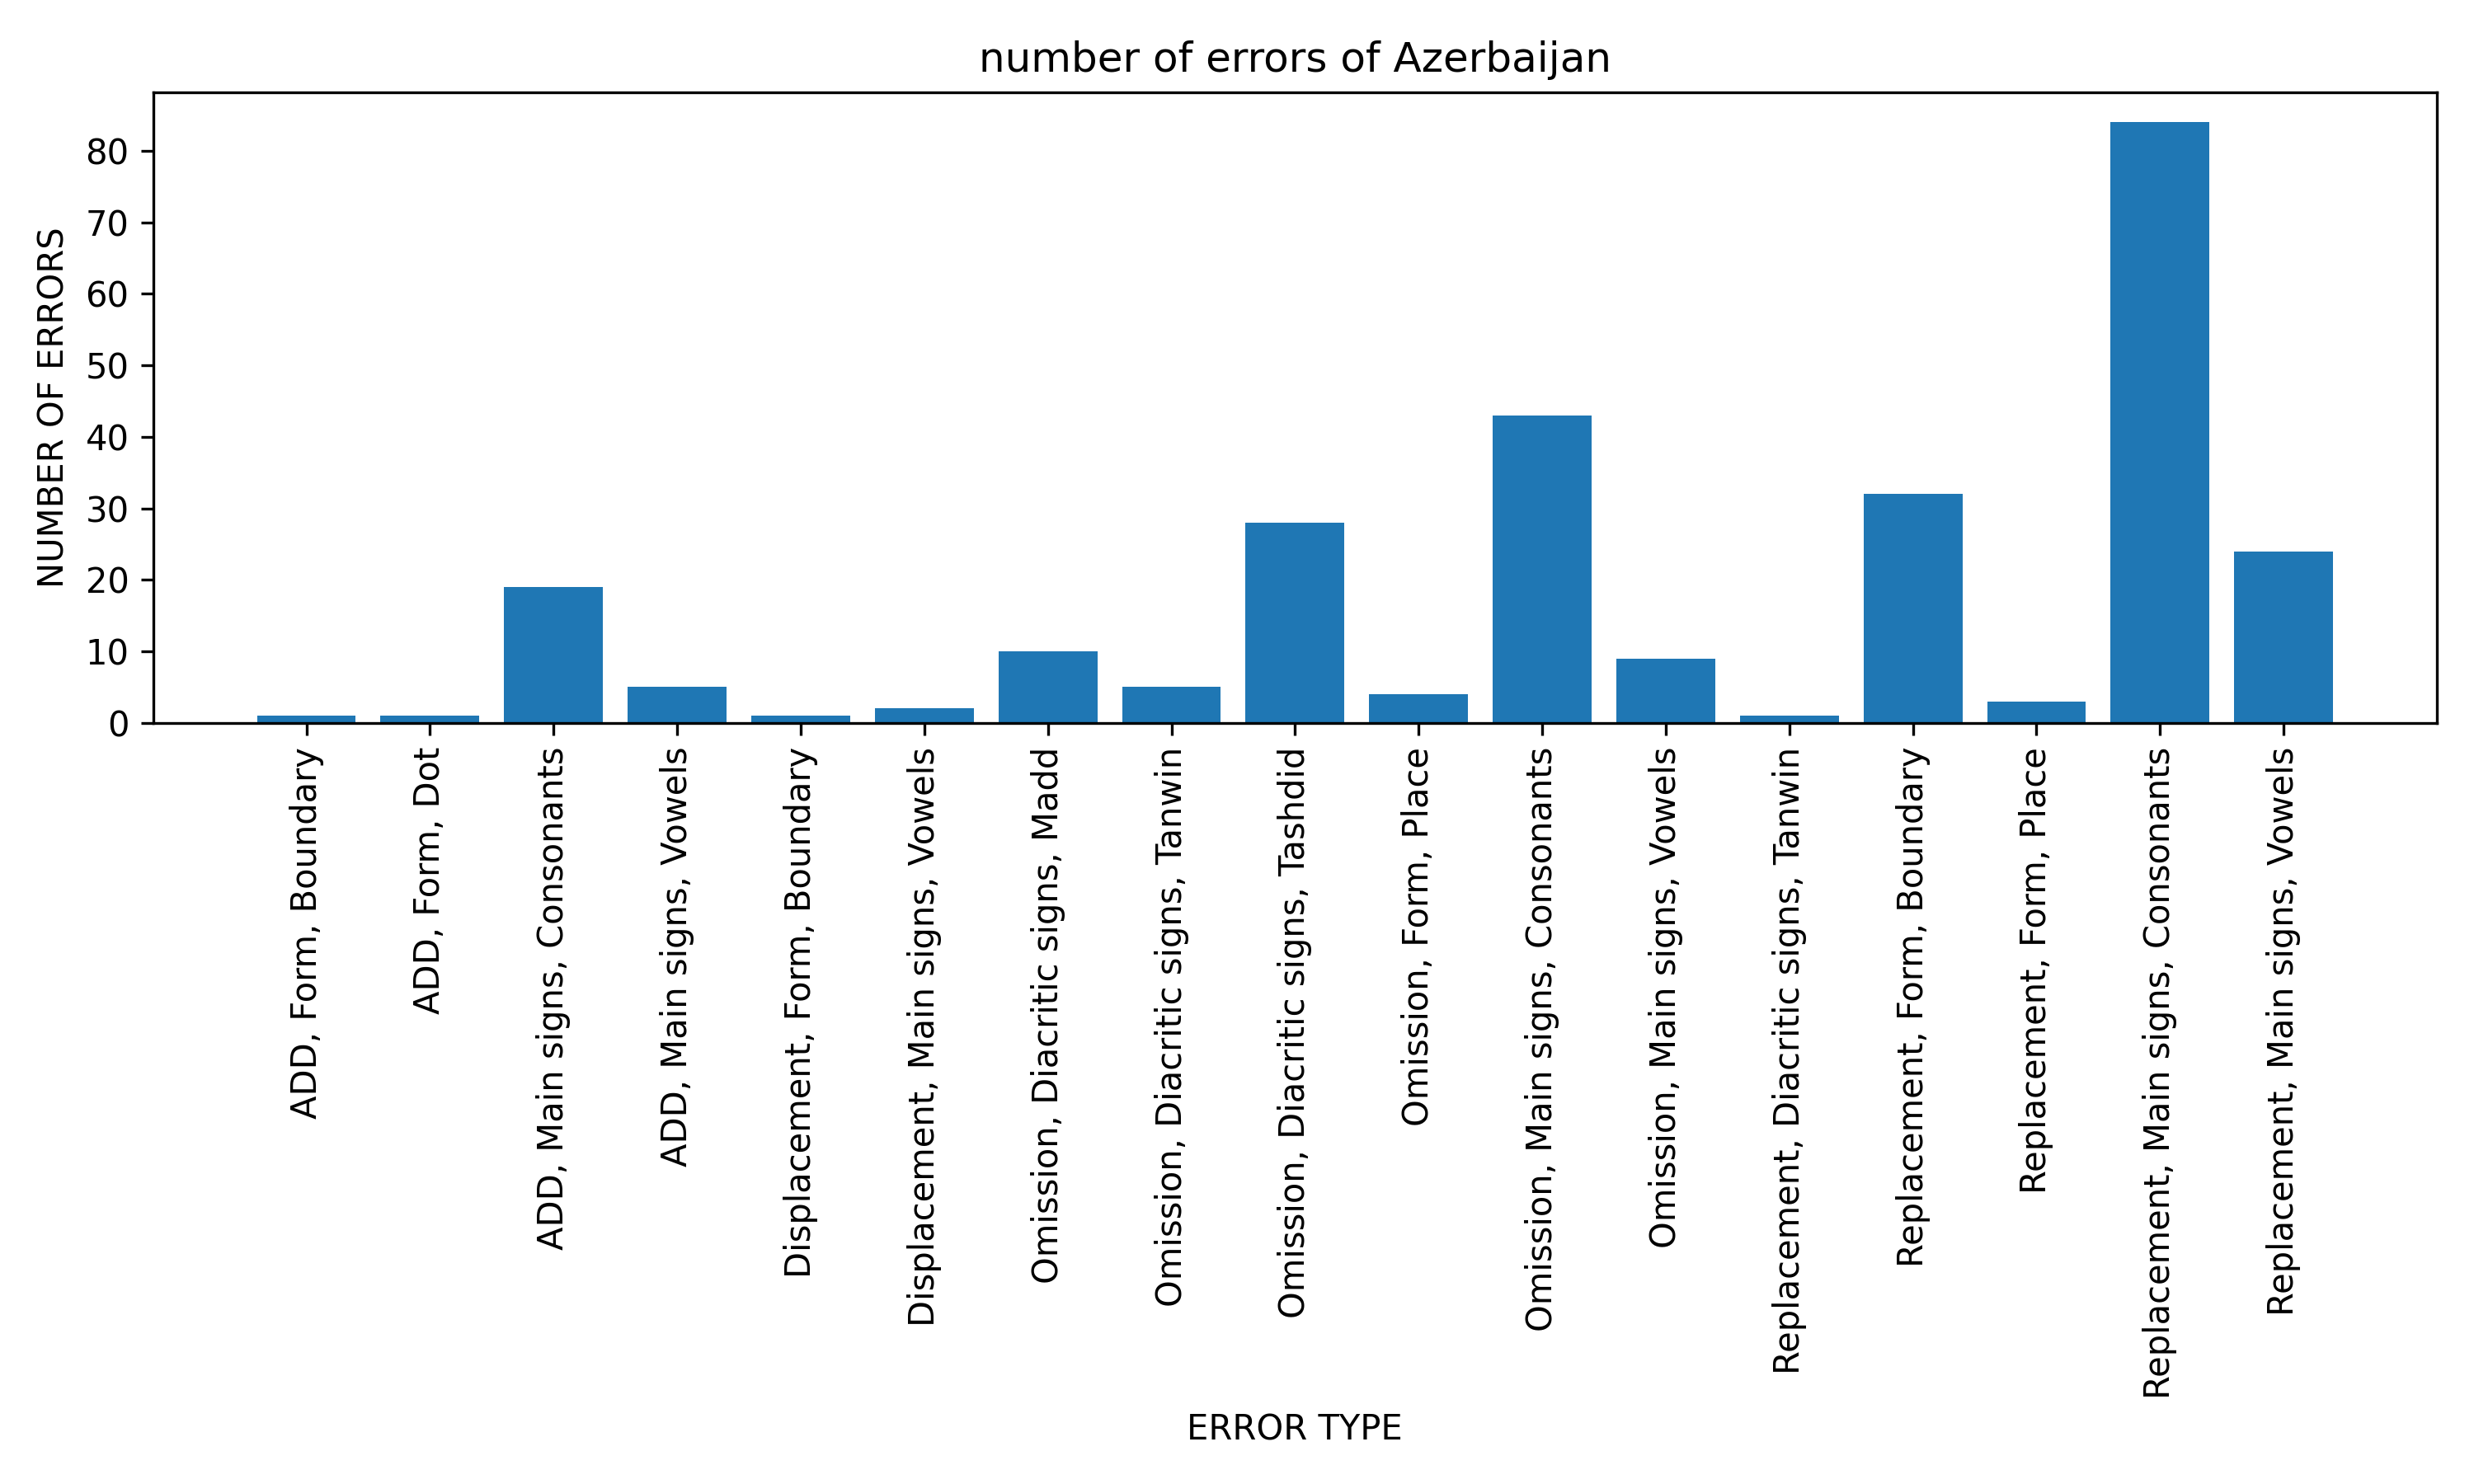 number of errors of Azerbaijan
NUMBER OF ERRORS
80
70
60
50
40
30
20
10
0
ADD, Form, Boundary
ADD, Form, Dot
ADD, Main signs, Consonants
ADD, Main signs, Vowels
Displacement, Form, Boundary
Displacement, Main signs, Vowels
Omission, Diacritic signs, Madd
Omission, Diacritic signs, Tanwin
Omission, Diacritic signs, Tashdid
Omission, Form, Place
Omission, Main signs, Consonants
Omission, Main signs, Vowels
Replacement, Diacritic signs, Tanwin
Replacement, Form, Boundary
Replacement, Form, Place
Replacement, Main signs, Consonants
Replacement, Main signs, Vowels
ERROR TYPE